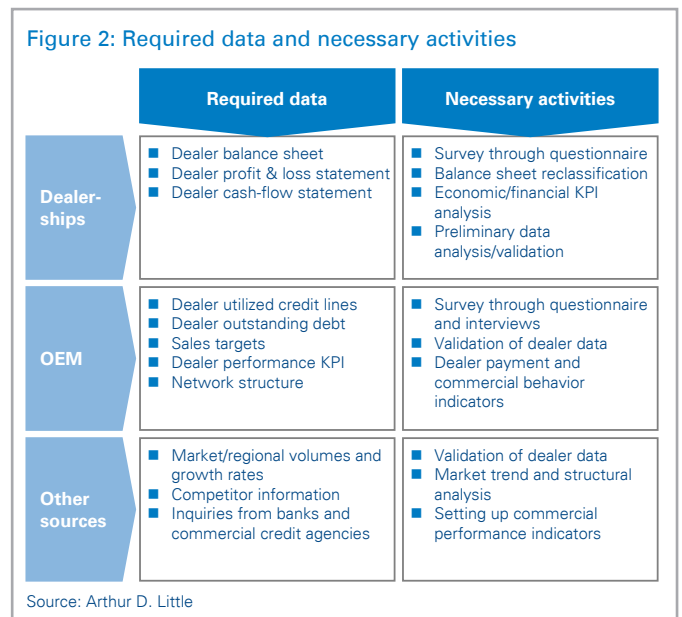 Figure 2: Required data and necessary activities
Required data
Necessary activities
Dealer-
ships
■ Dealer balance sheet
■ Dealer profit & loss statement
■ Dealer cash-flow statement
■ Survey through questionnaire
■ Balance sheet reclassification
■ Economic/financial KPI
analysis
■ Preliminary data
analysis/validation
OEM
■ Dealer utilized credit lines
■ Dealer outstanding debt
■ Sales targets
■ Dealer performance KPI
■ Network structure
■ Survey through questionnaire
and interviews
■ Validation of dealer data
■ Dealer payment and
commercial behavior
indicators
Other
sources
■ Market/regional volumes and
growth rates
■ Competitor information
■ Inquiries from banks and
commercial credit agencies
■ Validation of dealer data
■ Market trend and structural
analysis
■ Setting up commercial
performance indicators
Source: Arthur D. Little